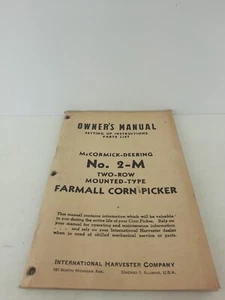 OWNER'S MANUAL
SETTING UP INSTRUCTIONS
PARTS LIST
McCORMICK-DEERING
No. 2-M
TWO-ROW
MOUNTED-TYPE
FARMALL CORN PICKER
This manual contains information which will be valuable
to you during the entire life of your Corn Picker. Rely on
your manual for operating and maintenance information
. . . and rely on your International Harvester dealer
when in need of skilled mechanical service or parts.
INTERNATIONAL HARVESTER COMPANY
180 NORTH MICHIGAN AVE. CHICAGO 1, ILLINOIS, U.S.A.